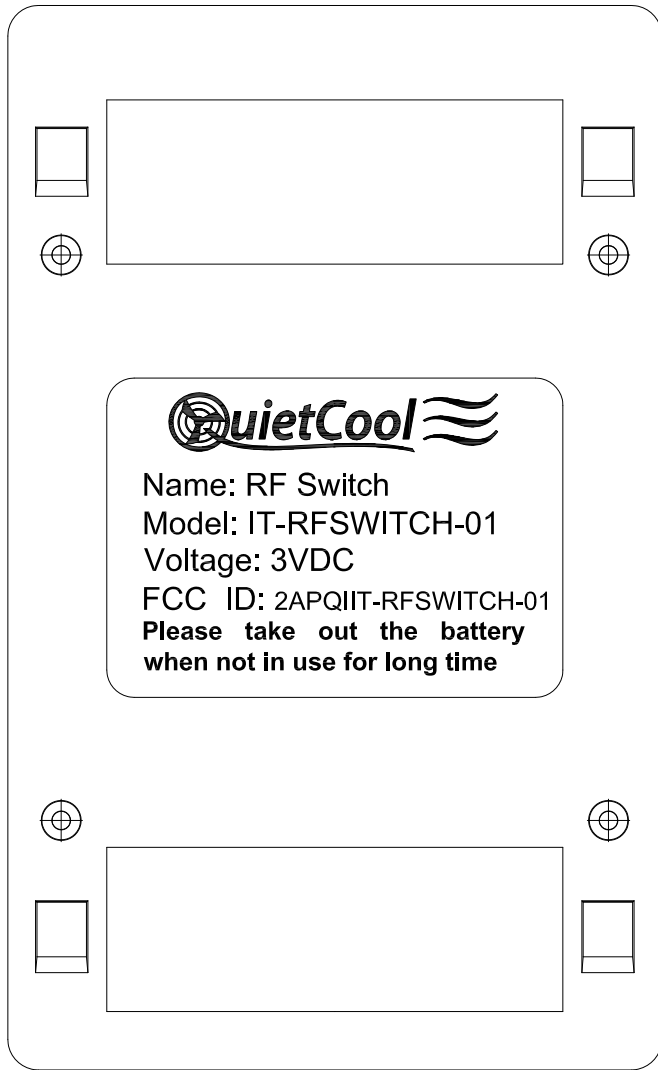 QuietCool
Name: RF Switch
Model: IT-RFSWITCH-01
Voltage: 3VDC
FCC ID: 2APQIIT-RFSWITCH-01
Please take out the battery
when not in use for long time